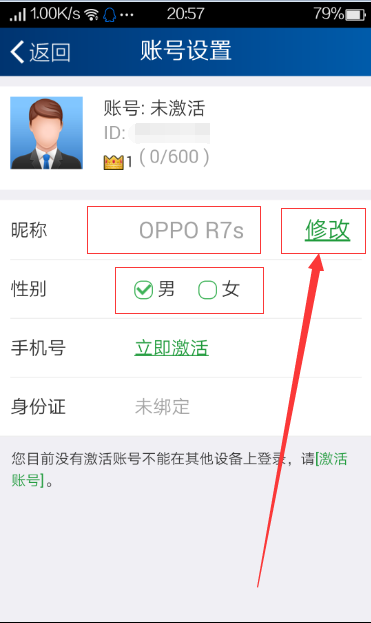 1.00K/s 20:57 79%
返回 账号设置
账号: 未激活
ID:
1 ( 0/600 )
昵称 OPPO R7s 修改
性别 男 女
手机号 立即激活
身份证 未绑定
您目前没有激活账号不能在其他设备上登录，请[激活
账号]。